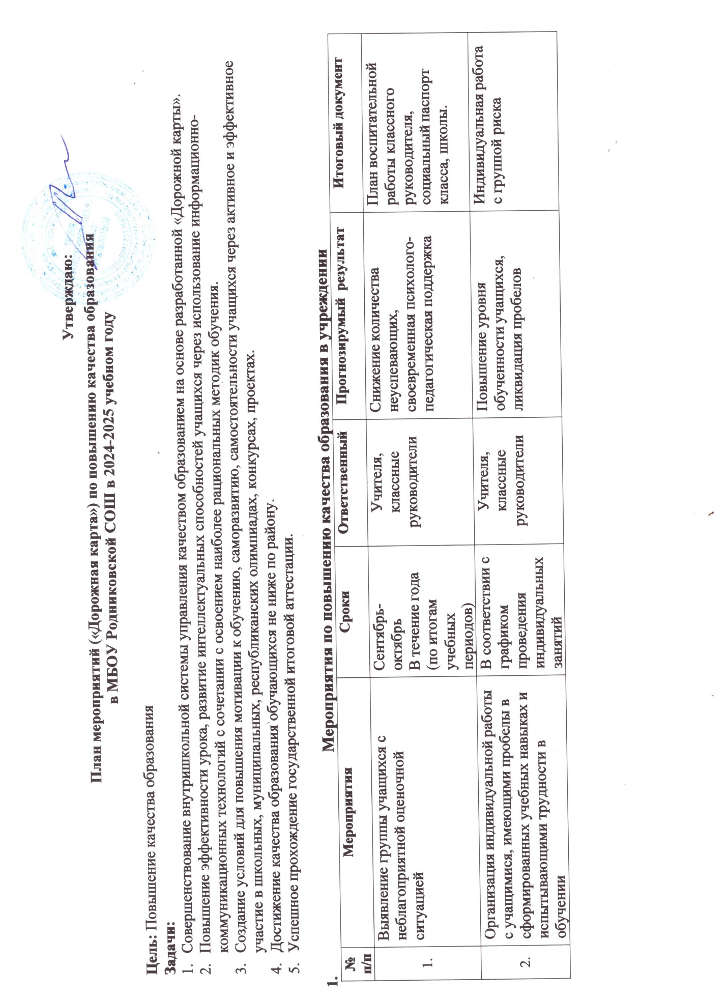 Утверждаю:
План мероприятий («Дорожная карта») по повышению качества образования
в МБОУ Родниковской СОШ в 2024-2025 учебном году
Цель: Повышение качества образования
Задачи:
1. Совершенствование внутришкольной системы управления качеством образованием на основе разработанной «Дорожной карты».
2. Повышение эффективности урока, развитие интеллектуальных способностей учащихся через использование информационно-
коммуникационных технологий с сочетании с освоением наиболее рациональных методик обучения.
3. Создание условий для повышения мотивации к обучению, саморазвитию, самостоятельности учащихся через активное и эффективное
участие в школьных, муниципальных, республиканских олимпиадах, конкурсах, проектах.
4. Достижение качества образования обучающихся не ниже по району.
5. Успешное прохождение государственной итоговой аттестации.
1. Мероприятия по повышению качества образования в учреждении
№
п/п
Мероприятия
Сроки
Ответственный
Прогнозирумый результат
Итоговый документ
1.
Выявление группы учащихся с
неблагоприятной оценочной
ситуацией
Сентябрь-
октябрь
В течение года
(по итогам
учебных
периодов)
Учителя,
классные
руководители
Снижение количества
неуспевающих,
своевременная психолого-
педагогическая поддержка
План воспитательной
работы классного
руководителя,
социальный паспорт
класса, школы.
2.
Организация индивидуальной работы
с учащимися, имеющими пробелы в
сформированных учебных навыках и
испытывающими трудности в
обучении
В соответствии с
графиком
проведения
индивидуальных
занятий
Учителя,
классные
руководители
Повышение уровня
обученности учащихся,
ликвидация пробелов
Индивидуальная работа
с группой риска